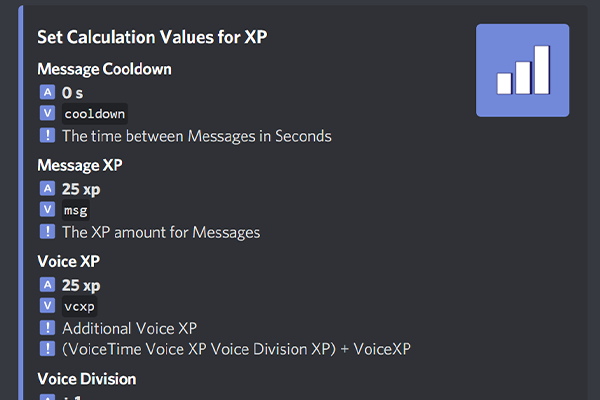 Set Calculation Values for XP
Message Cooldown
A 0 s
V cooldown
! The time between Messages in Seconds
Message XP
A 25 xp
V msg
! The XP amount for Messages
Voice XP
A 25 xp
V vcxp
! Additional Voice XP
! (VoiceTime Voice XP Voice Division XP) + VoiceXP
Voice Division